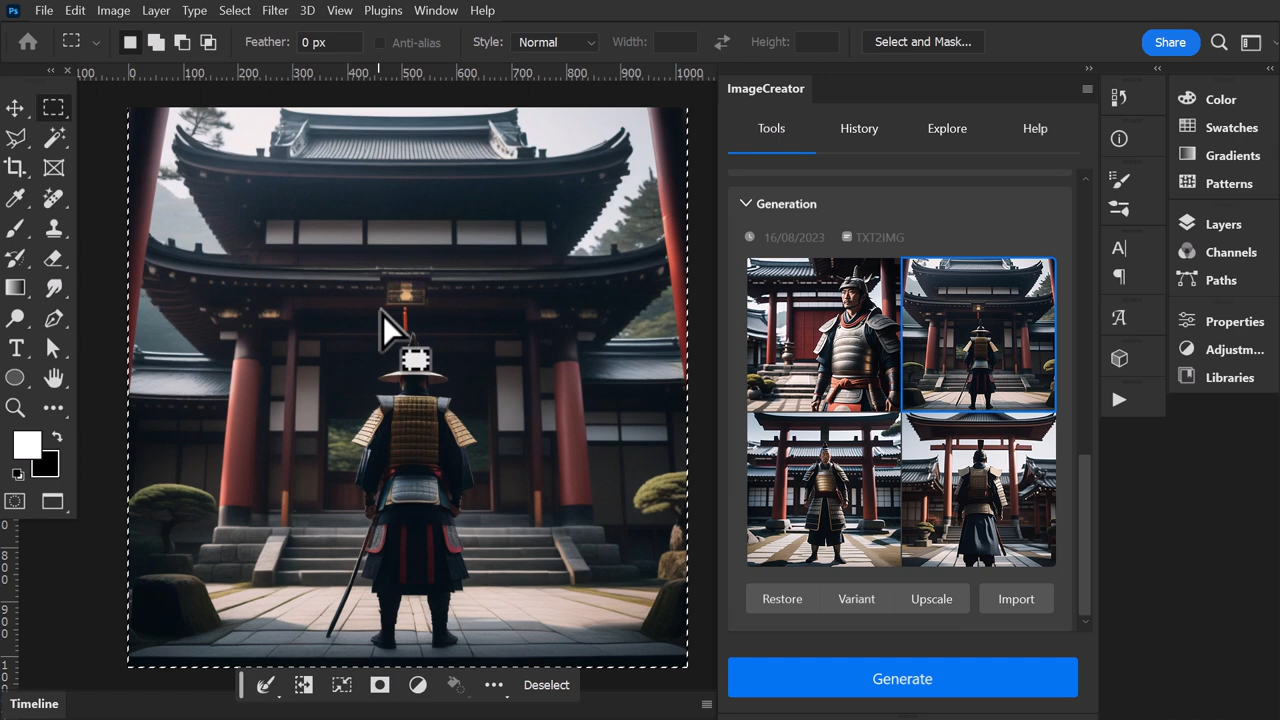 Ps File Edit Image Layer Type Select Filter 3D View Plugins Window Help
Feather: 0 px Anti-alias Style: Normal Width: Height: Select and Mask... Share
100 0 100 200 300 400 500 600 700 800 900 1000
ImageCreator
Tools History Explore Help
Generation
16/08/2023 TXT2IMG
Restore Variant Upscale Import
Generate
Color
Swatches
Gradients
Patterns
Layers
Channels
Paths
Properties
Adjustm...
Libraries
0
800
900
Deselect
Timeline